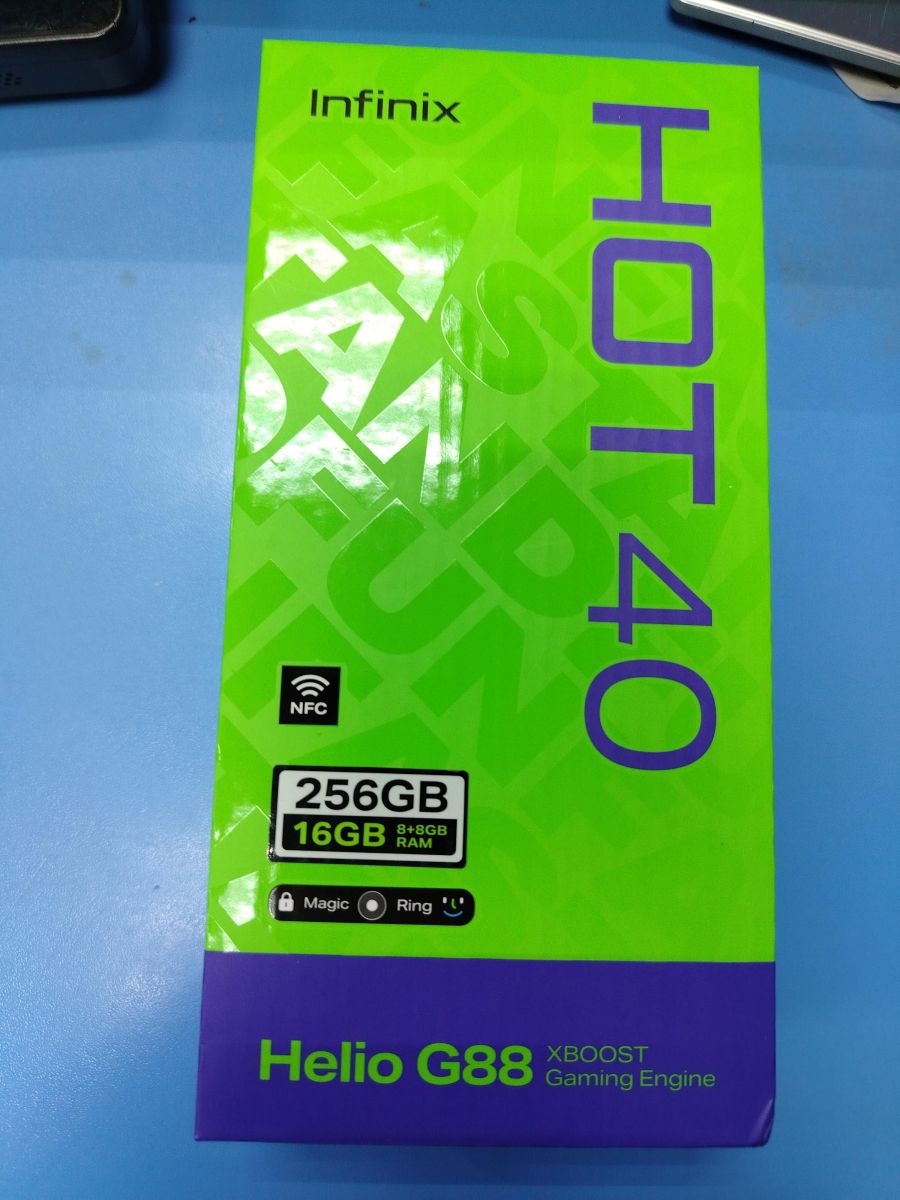 Infinix
HOT 40
NFC
256GB
16GB 8+8GB RAM
Magic Ring
Helio G88 XBOOST
Gaming Engine